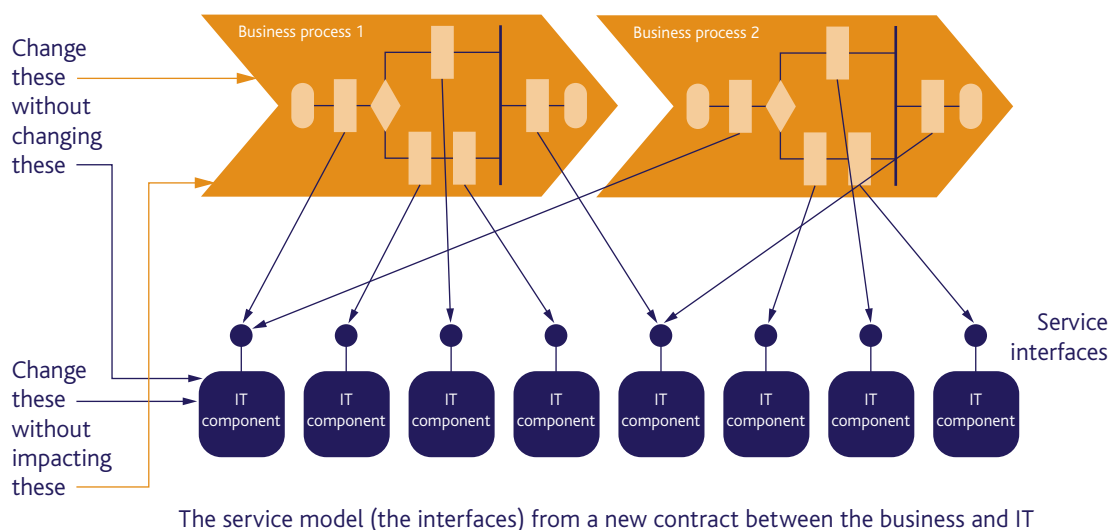 Business process 1
Business process 2
Change
these
without
changing
these
Service
interfaces
Change
these
without
impacting
these
IT
component
IT
component
IT
component
IT
component
IT
component
IT
component
IT
component
IT
component
The service model (the interfaces) from a new contract between the business and IT